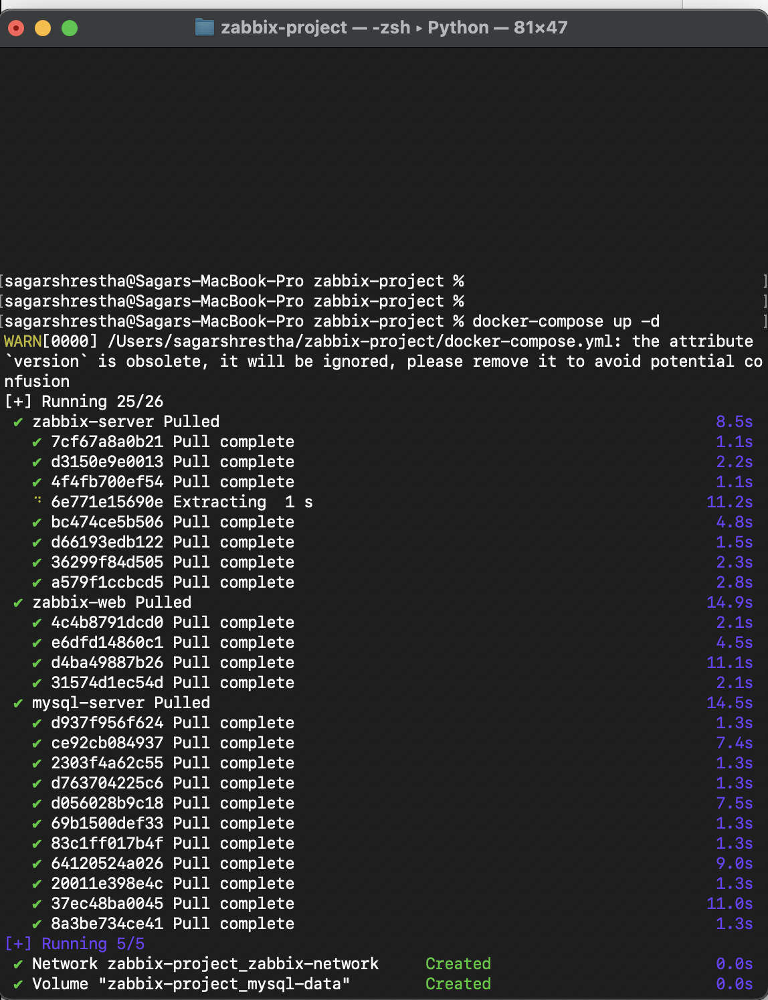 zabbix-project — -zsh ▸ Python — 81×47
[sagarshrestha@Sagars-MacBook-Pro zabbix-project % ]
[sagarshrestha@Sagars-MacBook-Pro zabbix-project % ]
[sagarshrestha@Sagars-MacBook-Pro zabbix-project % docker-compose up -d ]
WARN[0000] /Users/sagarshrestha/zabbix-project/docker-compose.yml: the attribute
`version` is obsolete, it will be ignored, please remove it to avoid potential co
nfusion
[+] Running 25/26
✔ zabbix-server Pulled 8.5s
✔ 7cf67a8a0b21 Pull complete 1.1s
✔ d3150e9e0013 Pull complete 2.2s
✔ 4f4fb700ef54 Pull complete 1.1s
⠙ 6e771e15690e Extracting 1 s 11.2s
✔ bc474ce5b506 Pull complete 4.8s
✔ d66193edb122 Pull complete 1.5s
✔ 36299f84d505 Pull complete 2.3s
✔ a579f1ccbcd5 Pull complete 2.8s
✔ zabbix-web Pulled 14.9s
✔ 4c4b8791dcd0 Pull complete 2.1s
✔ e6dfd14860c1 Pull complete 4.5s
✔ d4ba49887b26 Pull complete 11.1s
✔ 31574d1ec54d Pull complete 2.1s
✔ mysql-server Pulled 14.5s
✔ d937f956f624 Pull complete 1.3s
✔ ce92cb084937 Pull complete 7.4s
✔ 2303f4a62c55 Pull complete 1.3s
✔ d763704225c6 Pull complete 1.3s
✔ d056028b9c18 Pull complete 7.5s
✔ 69b1500def33 Pull complete 1.3s
✔ 83c1ff017b4f Pull complete 1.3s
✔ 64120524a026 Pull complete 9.0s
✔ 20011e398e4c Pull complete 1.3s
✔ 37ec48ba0045 Pull complete 11.0s
✔ 8a3be734ce41 Pull complete 1.3s
[+] Running 5/5
✔ Network zabbix-project_zabbix-network Created 0.0s
✔ Volume "zabbix-project_mysql-data" Created 0.0s